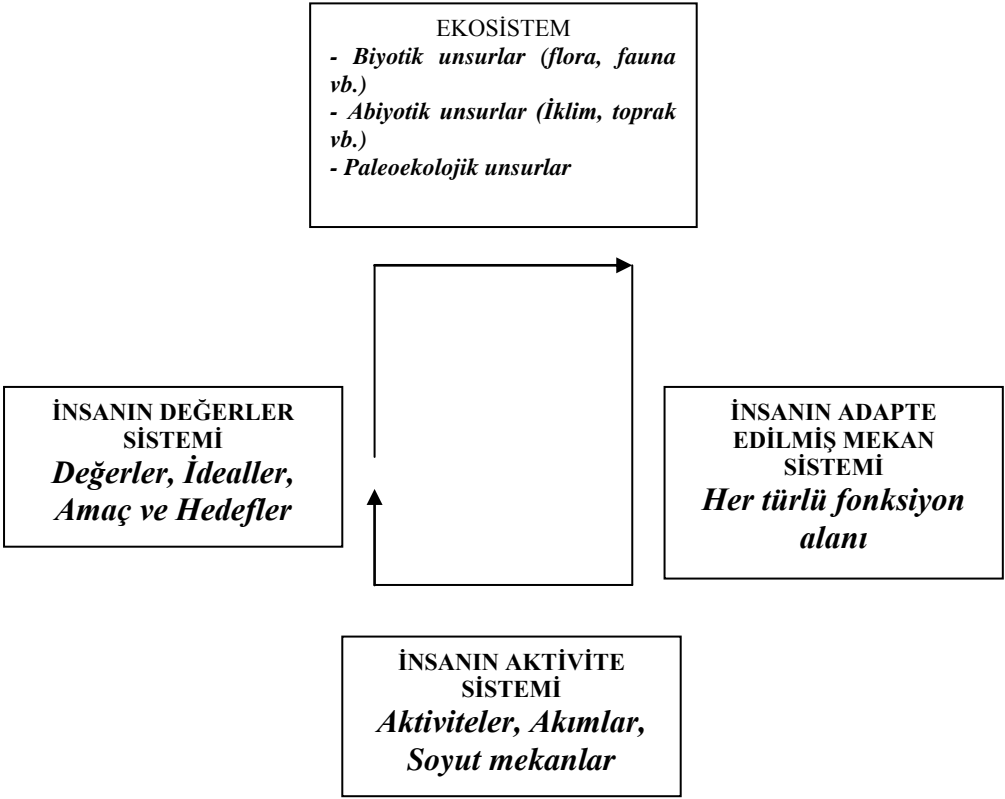 EKOSİSTEM
- Biyotik unsurlar (flora, fauna
vb.)
- Abiyotik unsurlar (İklim, toprak
vb.)
- Paleoekolojik unsurlar
İNSANIN DEĞERLER
SİSTEMİ
Değerler, İdealler,
Amaç ve Hedefler
İNSANIN ADAPTE
EDİLMİŞ MEKAN
SİSTEMİ
Her türlü fonksiyon
alanı
İNSANIN AKTİVİTE
SİSTEMİ
Aktiviteler, Akımlar,
Soyut mekanlar